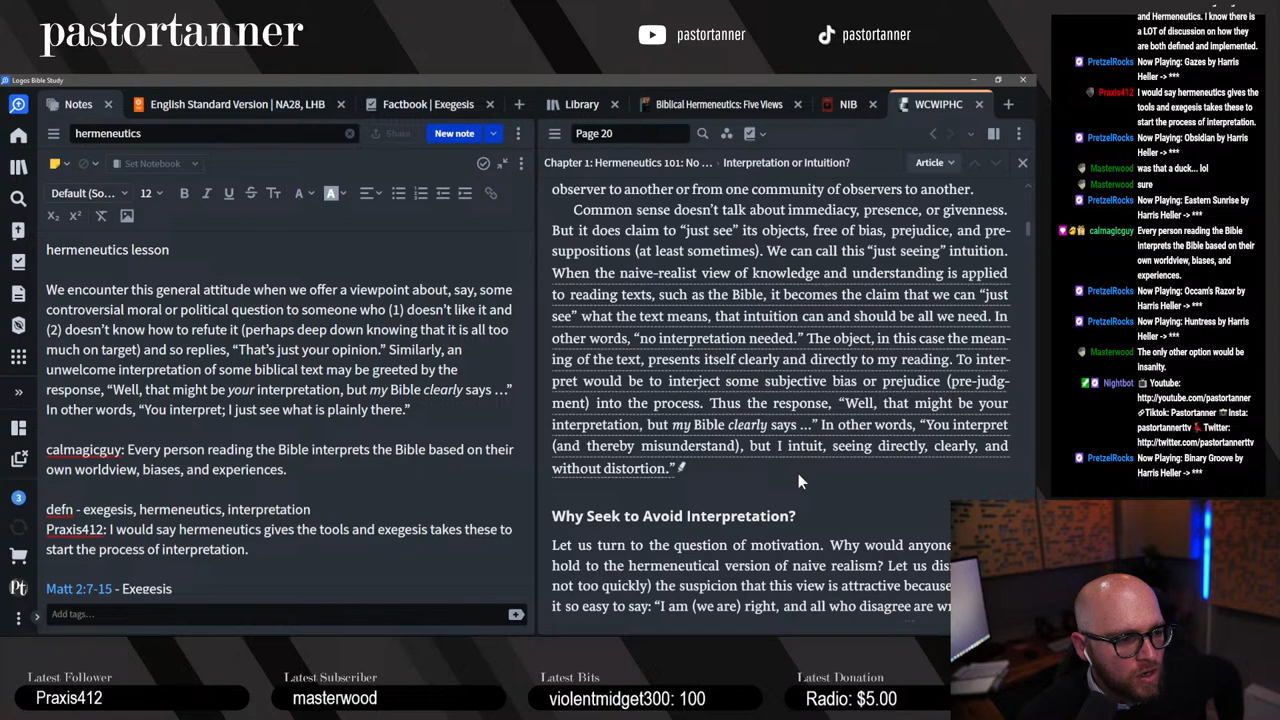 pastortanner
pastortanner
pastortanner
Logos Bible Study
Notes
English Standard Version | NA28, LHB
Factbook | Exegesis
Library
Biblical Hermeneutics: Five Views
NIB
WCWIPHC
hermeneutics
Share
New note
Page 20
Set Notebook
Chapter 1: Hermeneutics 101: No ...
Interpretation or Intuition?
Article
Default (So...
12
hermeneutics lesson
We encounter this general attitude when we offer a viewpoint about, say, some
controversial moral or political question to someone who (1) doesn't like it and
(2) doesn't know how to refute it (perhaps deep down knowing that it is all too
much on target) and so replies, “That's just your opinion.” Similarly, an
unwelcome interpretation of some biblical text may be greeted by the
response, “Well, that might be your interpretation, but my Bible clearly says …”
In other words, “You interpret; I just see what is plainly there.”
calmagicguy: Every person reading the Bible interprets the Bible based on their
own worldview, biases, and experiences.
defn - exegesis, hermeneutics, interpretation
Praxis412: I would say hermeneutics gives the tools and exegesis takes these to
start the process of interpretation.
Matt 2:7-15 - Exegesis
Add tags...
3
Pt
observer to another or from one community of observers to another.
Common sense doesn't talk about immediacy, presence, or givenness.
But it does claim to “just see” its objects, free of bias, prejudice, and pre-
suppositions (at least sometimes). We can call this “just seeing” intuition.
When the naive-realist view of knowledge and understanding is applied
to reading texts, such as the Bible, it becomes the claim that we can “just
see” what the text means, that intuition can and should be all we need. In
other words, “no interpretation needed.” The object, in this case the mean-
ing of the text, presents itself clearly and directly to my reading. To inter-
pret would be to interject some subjective bias or prejudice (pre-judg-
ment) into the process. Thus the response, “Well, that might be your
interpretation, but my Bible clearly says …” In other words, “You interpret
(and thereby misunderstand), but I intuit, seeing directly, clearly, and
without distortion.”
Why Seek to Avoid Interpretation?
Let us turn to the question of motivation. Why would anyone
hold to the hermeneutical version of naive realism? Let us dis
not too quickly) the suspicion that this view is attractive because
it so easy to say: “I am (we are) right, and all who disagree are wr
and Hermeneutics. I know there
is a LOT of discussion on how they
are both defined and implemented.
PretzelRocks Now Playing: Gazes by Harris
Heller -> ***
Praxis412 I would say hermeneutics gives the
tools and exegesis takes these to
start the process of interpretation.
PretzelRocks Now Playing: Obsidian by Harris
Heller -> ***
Masterwood was that a duck... lol
Masterwood sure
PretzelRocks Now Playing: Eastern Sunrise by
Harris Heller -> ***
calmagicguy Every person reading the Bible
interprets the Bible based on their
own worldview, biases, and
experiences.
PretzelRocks Now Playing: Occam's Razor by
Harris Heller -> ***
PretzelRocks Now Playing: Huntress by Harris
Heller -> ***
Masterwood The only other option would be
insanity.
Nightbot Youtube:
http://youtube.com/pastortanner
Tiktok: Pastortanner Insta:
pastortannerttv Twitter:
http://twitter.com/pastortannerttv
PretzelRocks Now Playing: Binary Groove by
Harris Heller -> ***
Latest Follower
Praxis412
Latest Subscriber
masterwood
Latest Bits
violentmidget300: 100
Latest Donation
Radio: $5.00